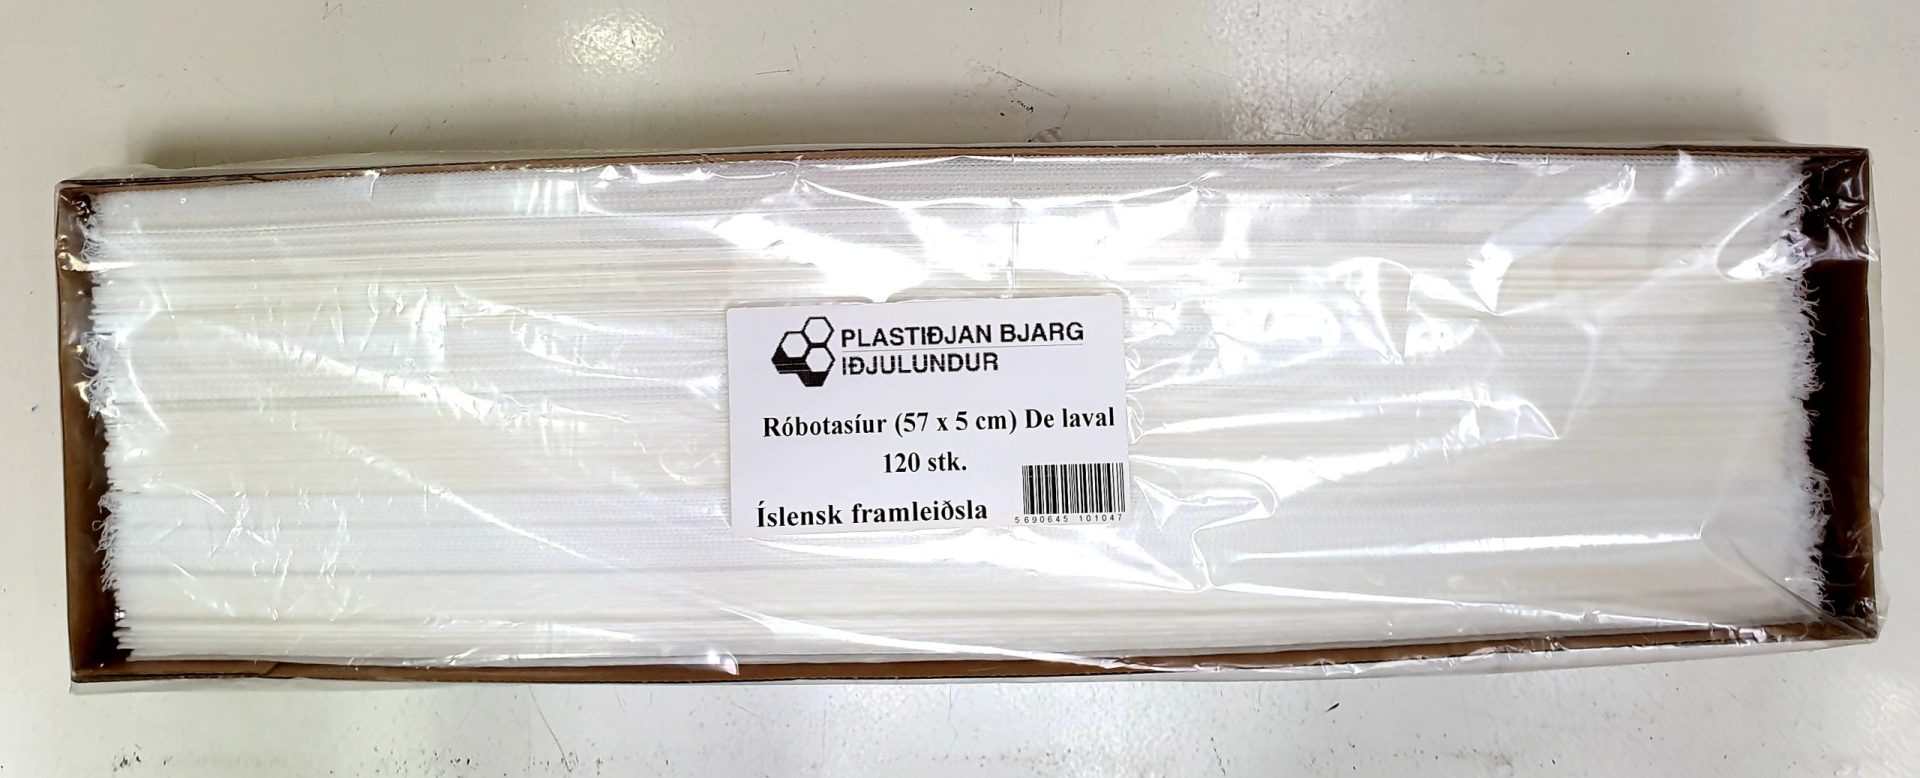 PLASTIÐJAN BJARG
IÐJULUNDUR
Róbotasíur (57 x 5 cm) De laval
120 stk.
Íslensk framleiðsla
5690645 101047